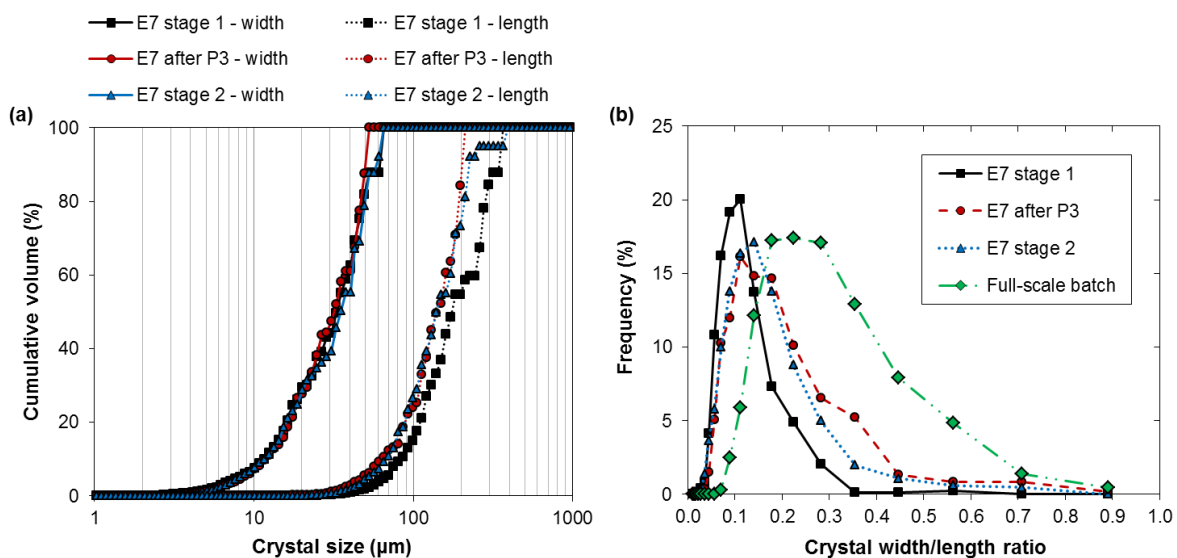 E7 stage 1 - width E7 stage 1 - length
E7 after P3 - width E7 after P3 - length
E7 stage 2 - width E7 stage 2 - length
(a)
100
80
60
40
20
0
Cumulative volume (%)
1 10 100 1000
Crystal size (µm)
(b)
25
20
15
10
5
0
Frequency (%)
E7 stage 1
E7 after P3
E7 stage 2
Full-scale batch
0.0 0.1 0.2 0.3 0.4 0.5 0.6 0.7 0.8 0.9 1.0
Crystal width/length ratio